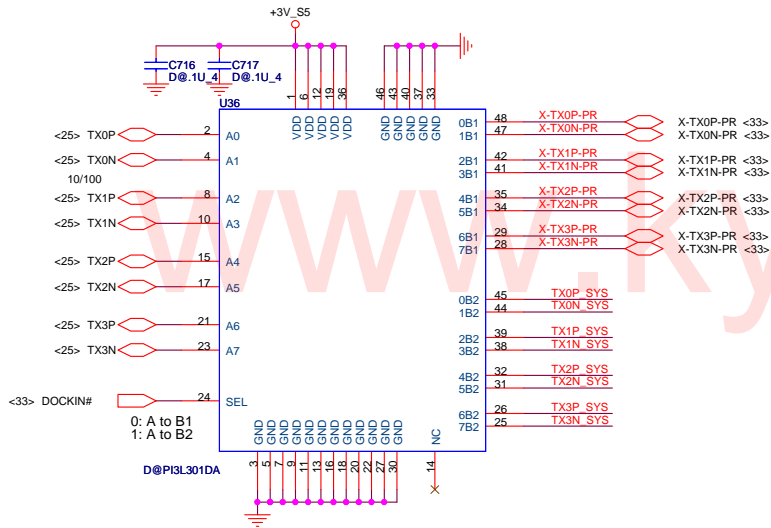 +3V_S5
C716
D@.1U_4
C717
D@.1U_4
U36
1 6 12 19 36
VDD VDD VDD VDD VDD
46 43 40 37 33
GND GND GND GND GND
<25> TX0P 2 A0
<25> TX0N 4 A1
10/100
<25> TX1P 8 A2
<25> TX1N 10 A3
<25> TX2P 15 A4
<25> TX2N 17 A5
<25> TX3P 21 A6
<25> TX3N 23 A7
<33> DOCKIN# 24 SEL
0: A to B1
1: A to B2
0B1 48 X-TX0P-PR X-TX0P-PR <33>
1B1 47 X-TX0N-PR X-TX0N-PR <33>
2B1 42 X-TX1P-PR X-TX1P-PR <33>
3B1 41 X-TX1N-PR X-TX1N-PR <33>
4B1 35 X-TX2P-PR X-TX2P-PR <33>
5B1 34 X-TX2N-PR X-TX2N-PR <33>
6B1 29 X-TX3P-PR X-TX3P-PR <33>
7B1 28 X-TX3N-PR X-TX3N-PR <33>
0B2 45 TX0P_SYS
1B2 44 TX0N_SYS
2B2 39 TX1P_SYS
3B2 38 TX1N_SYS
4B2 32 TX2P_SYS
5B2 31 TX2N_SYS
6B2 26 TX3P_SYS
7B2 25 TX3N_SYS
GND GND GND GND GND GND GND GND GND GND GND GND NC
3 5 7 9 11 13 16 18 20 22 27 30 14
D@PI3L301DA
www.ky